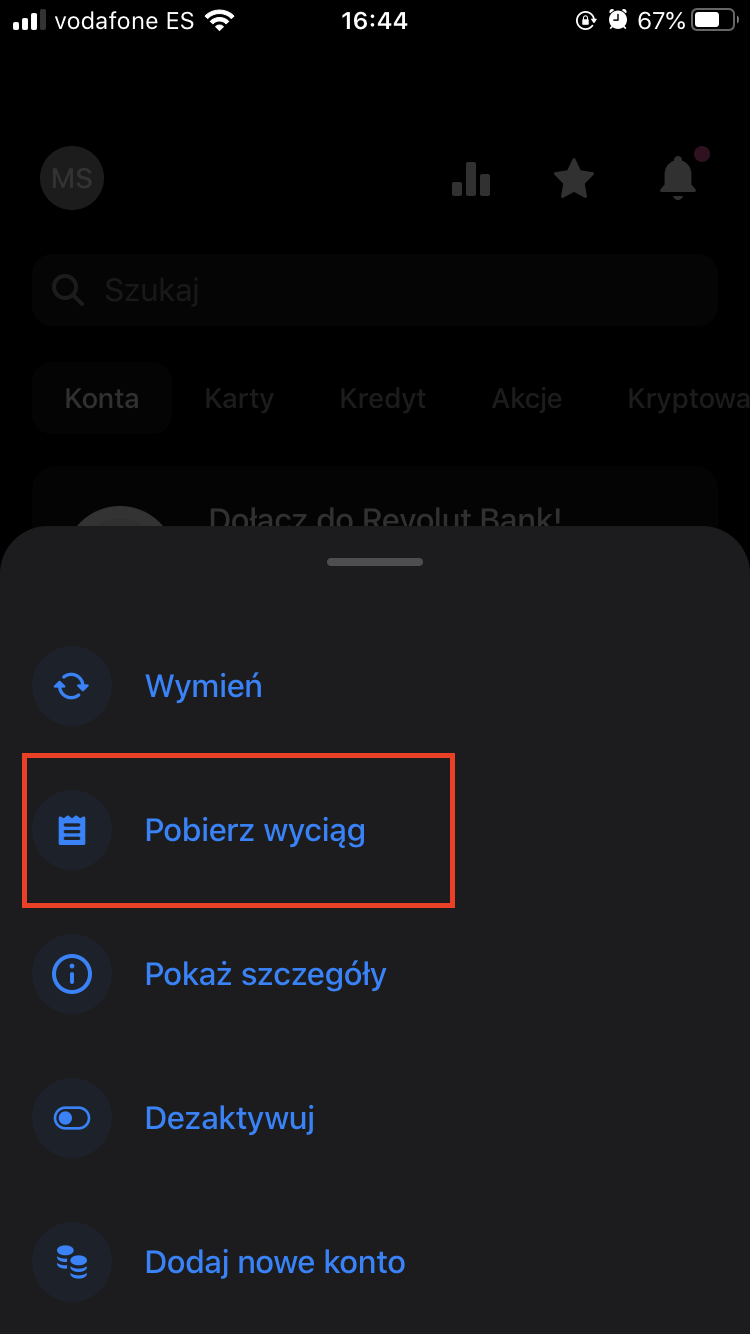 vodafone ES 16:44 67%
MS
Szukaj
Konta Karty Kredyt Akcje Kryptowa
Dołącz do Revolut Bank!
Wymień
Pobierz wyciąg
Pokaż szczegóły
Dezaktywuj
Dodaj nowe konto